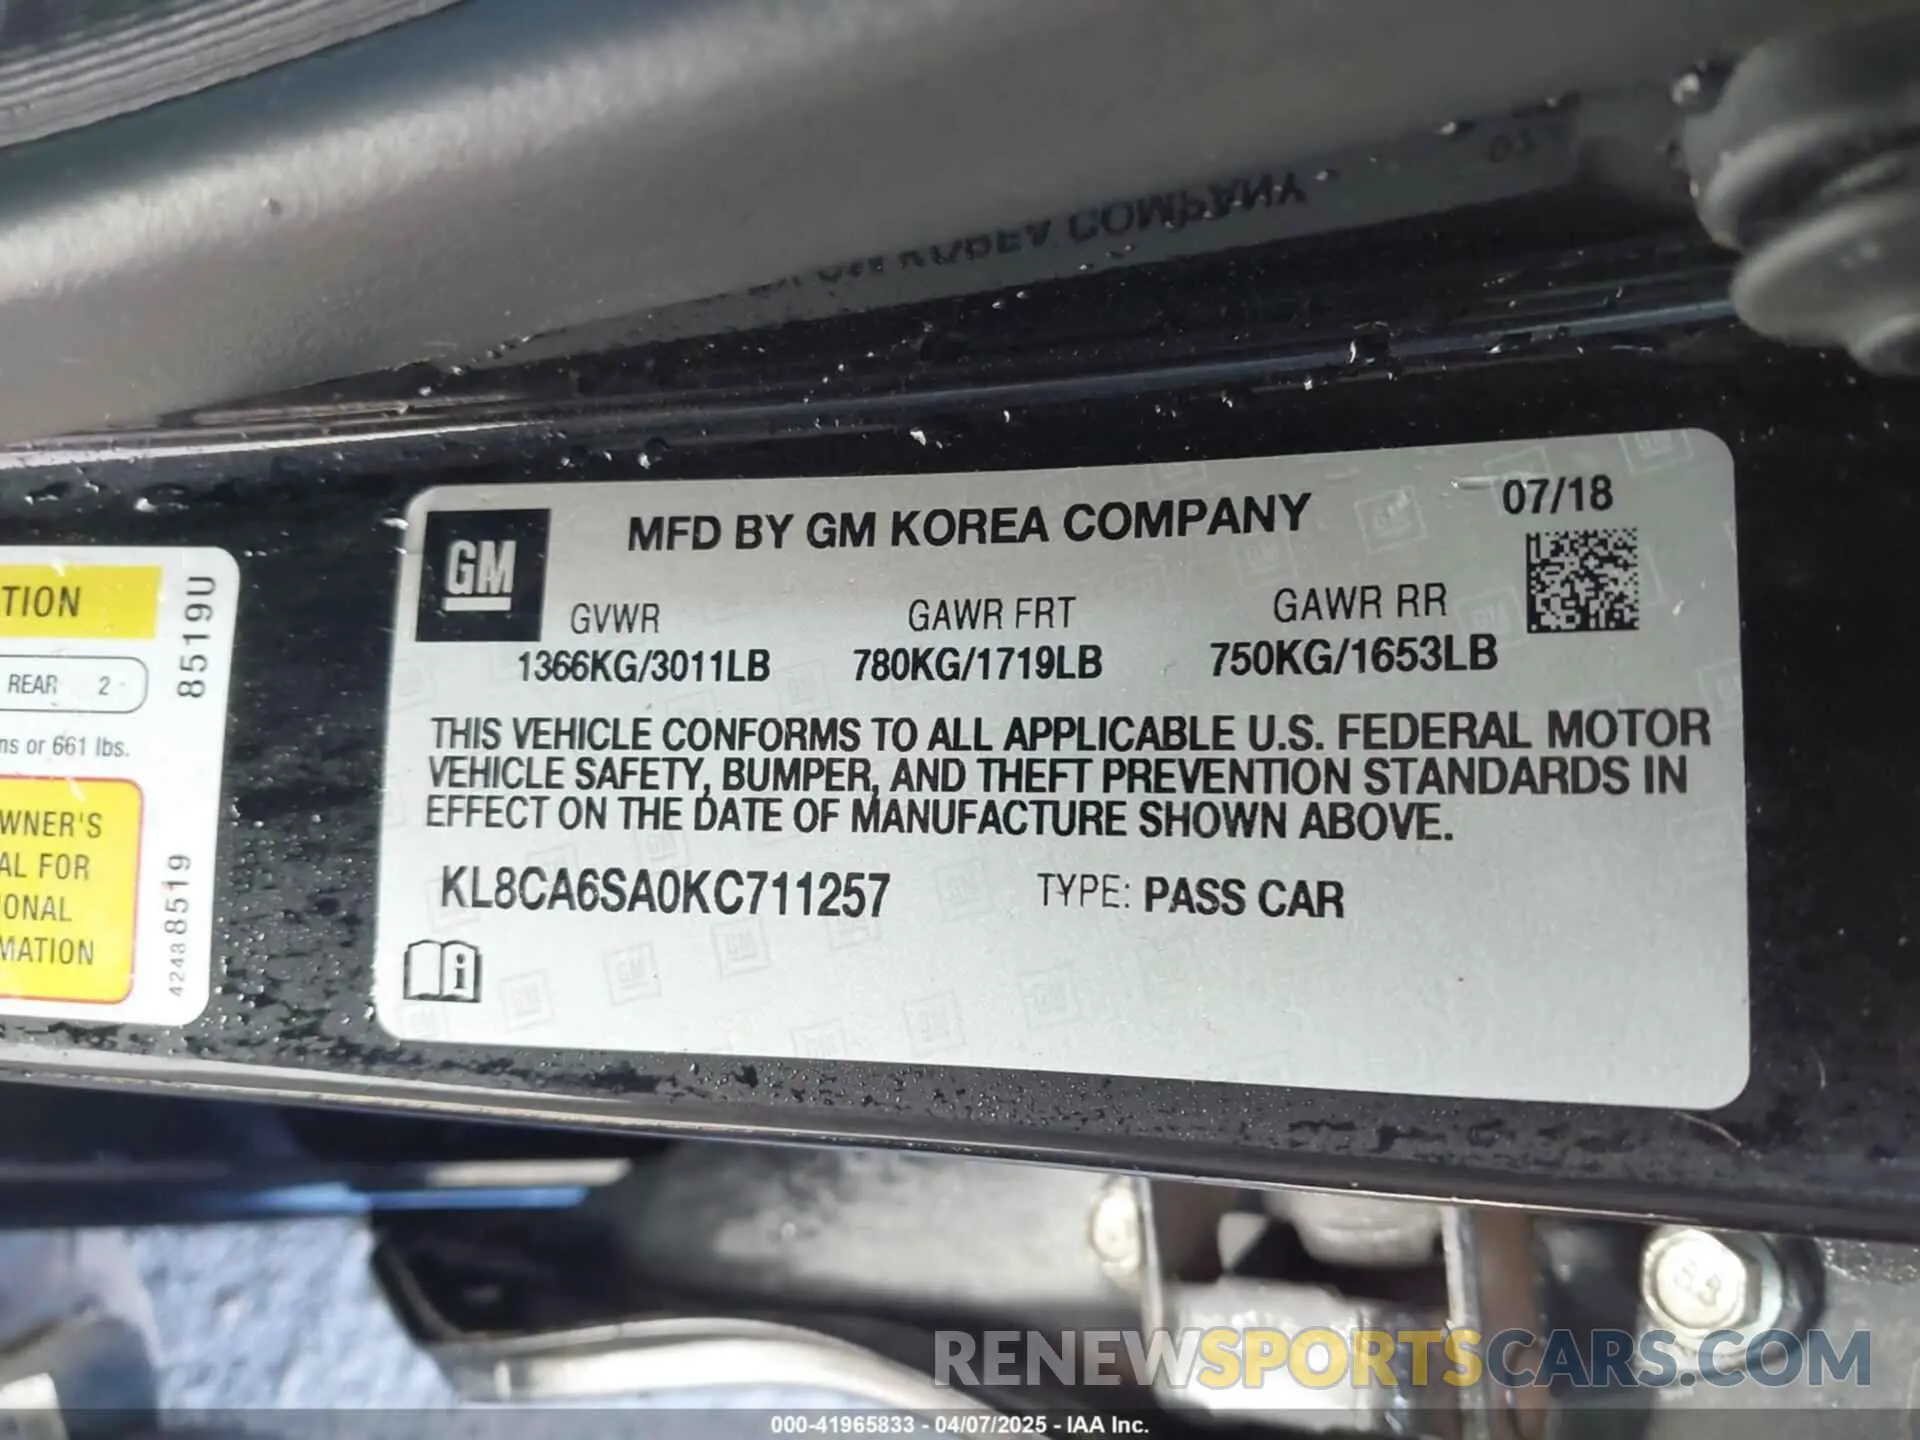 MFD BY GM KOREA COMPANY
07/18
GM
GVWR GAWR FRT GAWR RR
1366KG/3011LB 780KG/1719LB 750KG/1653LB
THIS VEHICLE CONFORMS TO ALL APPLICABLE U.S. FEDERAL MOTOR
VEHICLE SAFETY, BUMPER, AND THEFT PREVENTION STANDARDS IN
EFFECT ON THE DATE OF MANUFACTURE SHOWN ABOVE.
KL8CA6SA0KC711257 TYPE: PASS CAR
TION
REAR 2
ns or 661 lbs.
WNER'S
AL FOR
ONAL
MATION
8519U
42438519
RENEWSPORTSCARS.COM
000-41965833 - 04/07/2025 - IAA Inc.